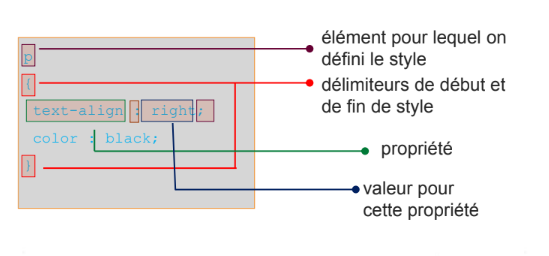 p
{
text-align : right;
color : black;
}
élément pour lequel on
défini le style
délimiteurs de début et
de fin de style
propriété
valeur pour
cette propriété